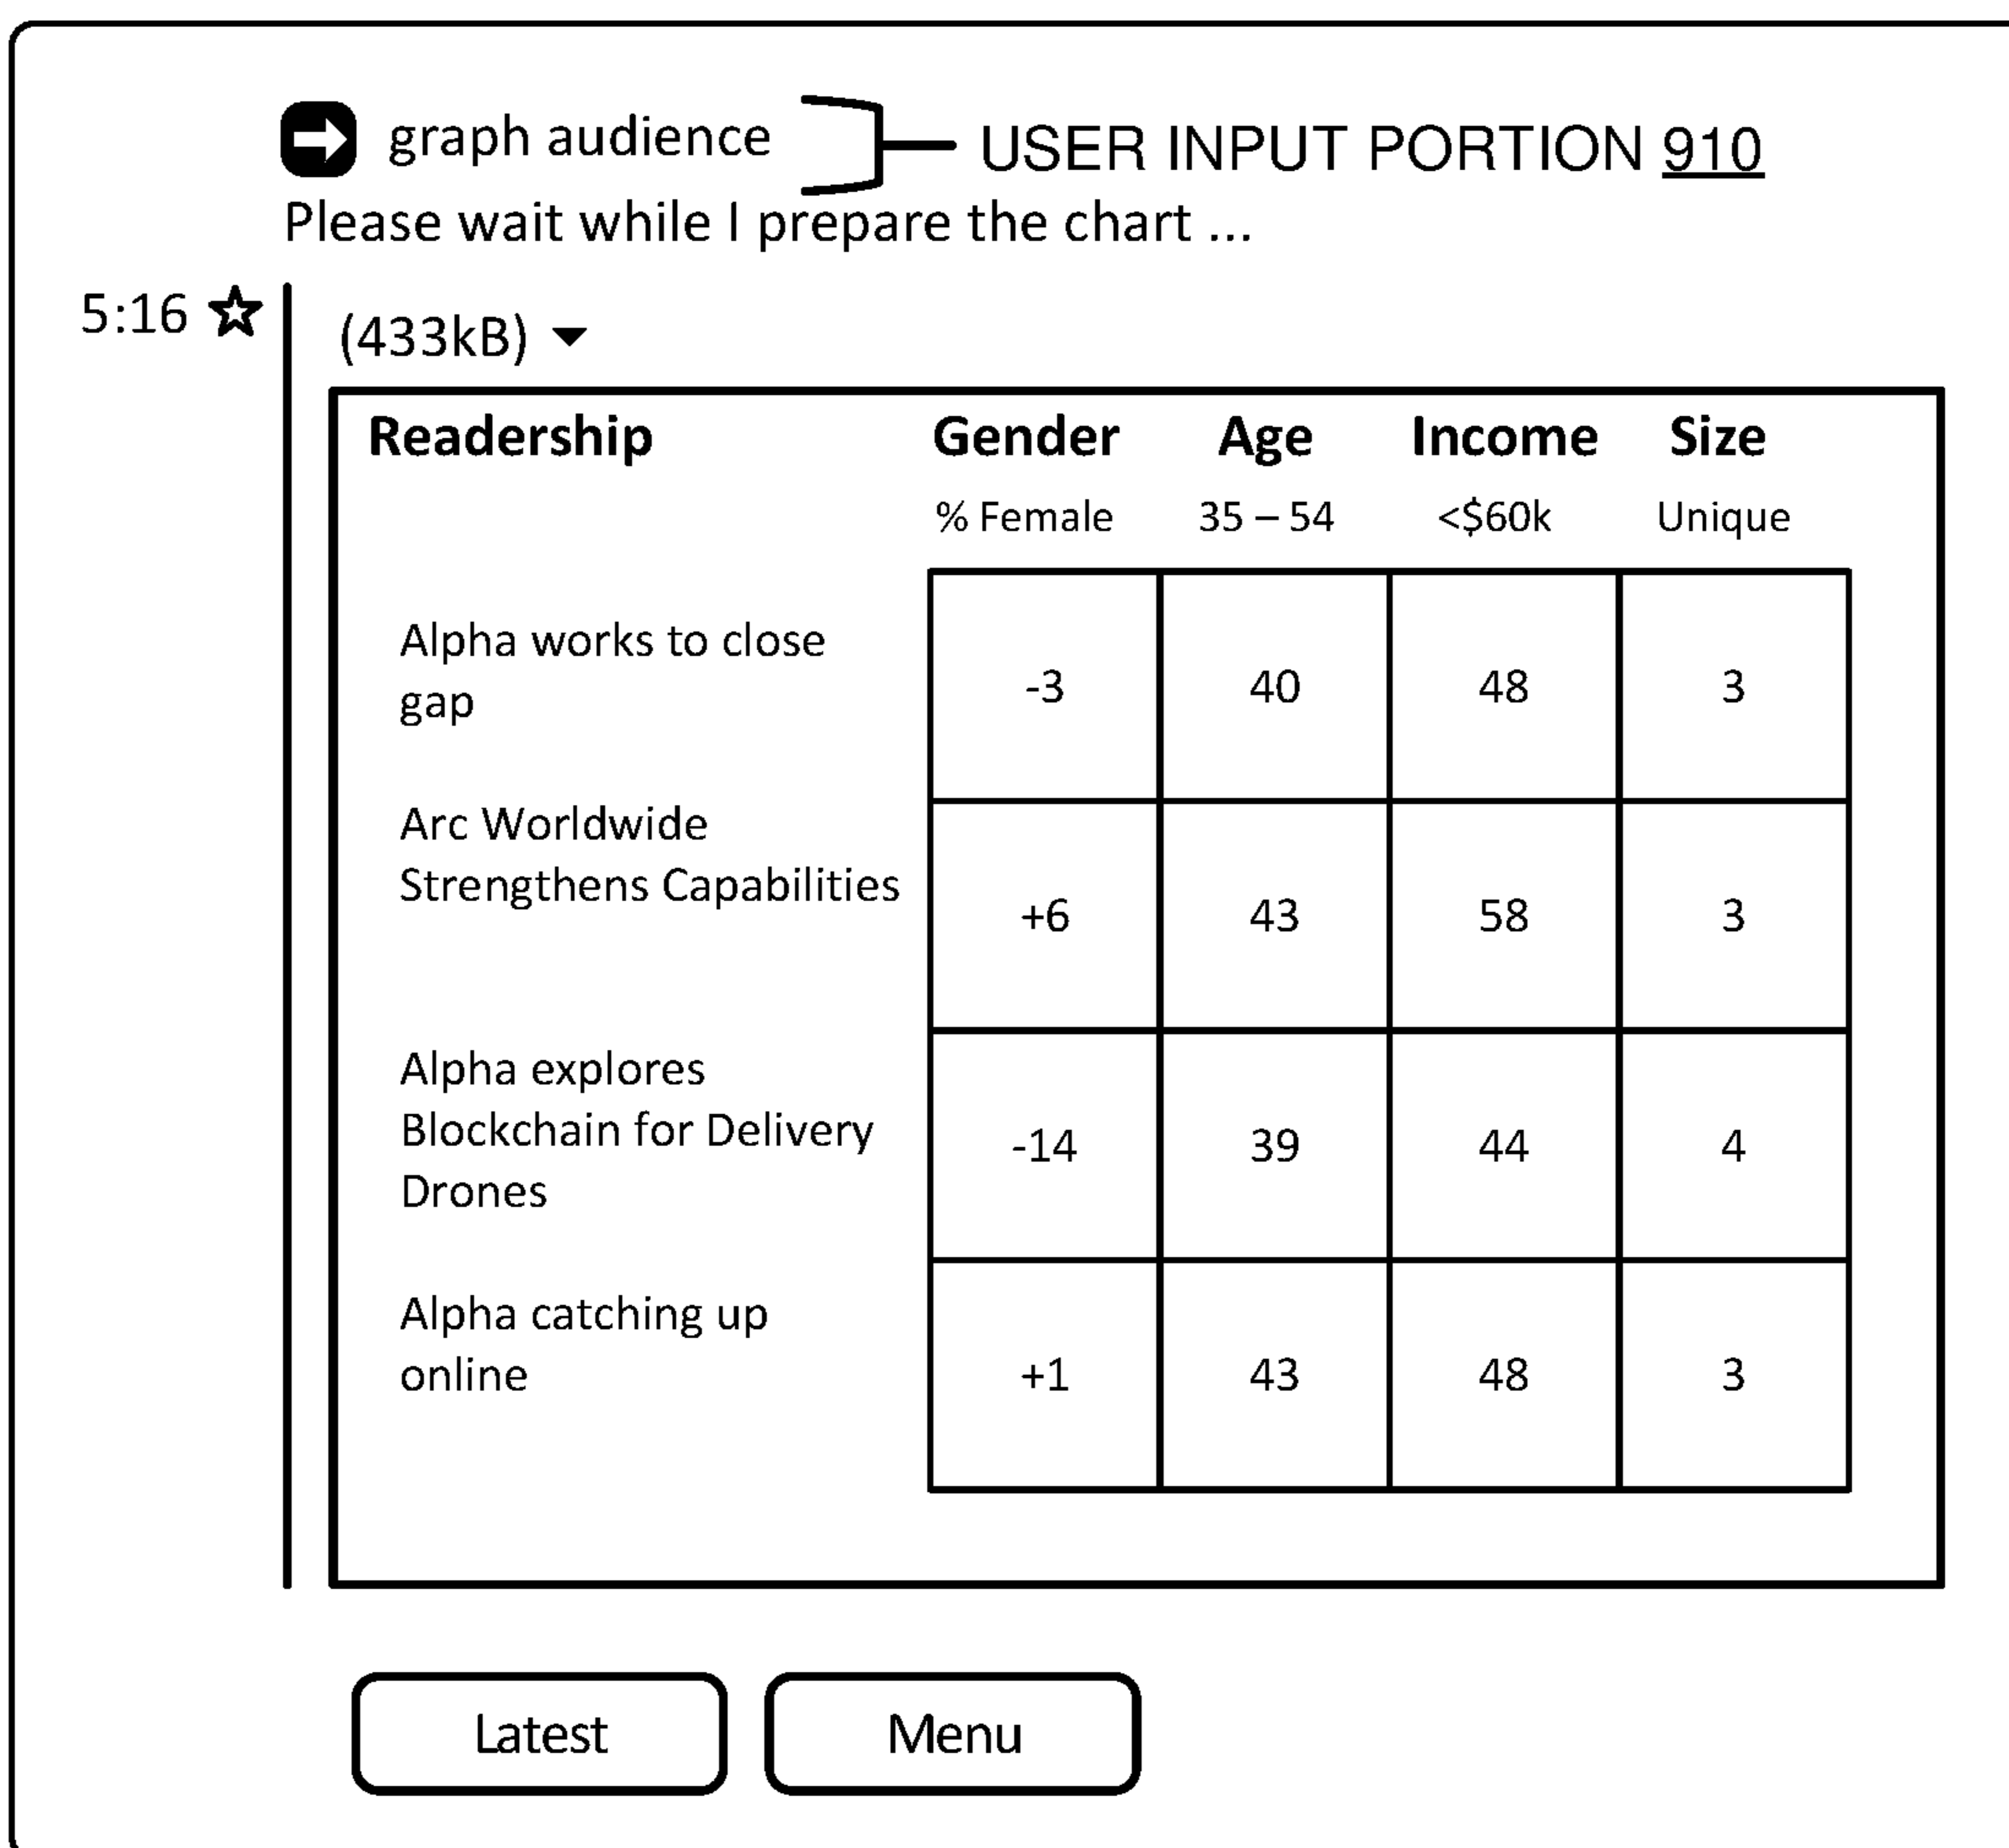 graph audience
USER INPUT PORTION 910
Please wait while I prepare the chart ...
5:16
(433kB)
Readership Gender Age Income Size
% Female 35 – 54 <$60k Unique
Alpha works to close
gap
-3 40 48 3
Arc Worldwide
Strengthens Capabilities
+6 43 58 3
Alpha explores
Blockchain for Delivery
Drones
-14 39 44 4
Alpha catching up
online
+1 43 48 3
Latest Menu